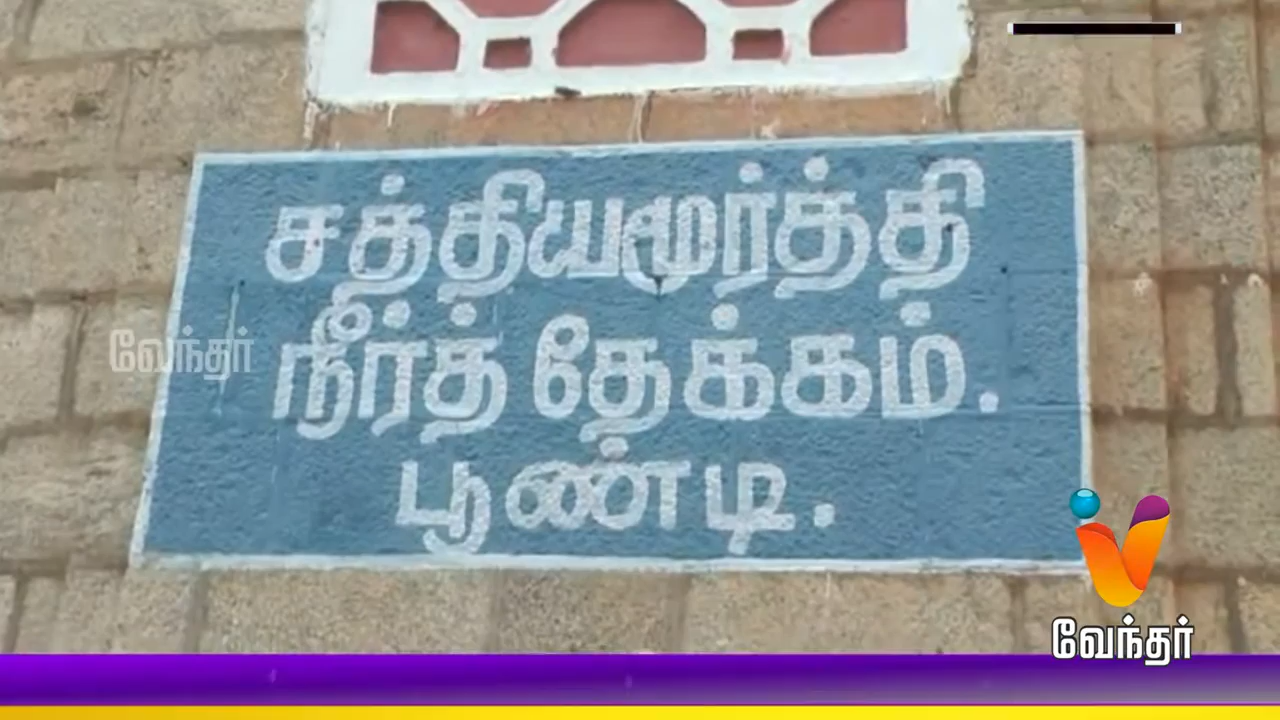 சத்தியமூர்த்தி
நீர்த் தேக்கம்.
பூண்டி.
வேந்தர்
வேந்தர்